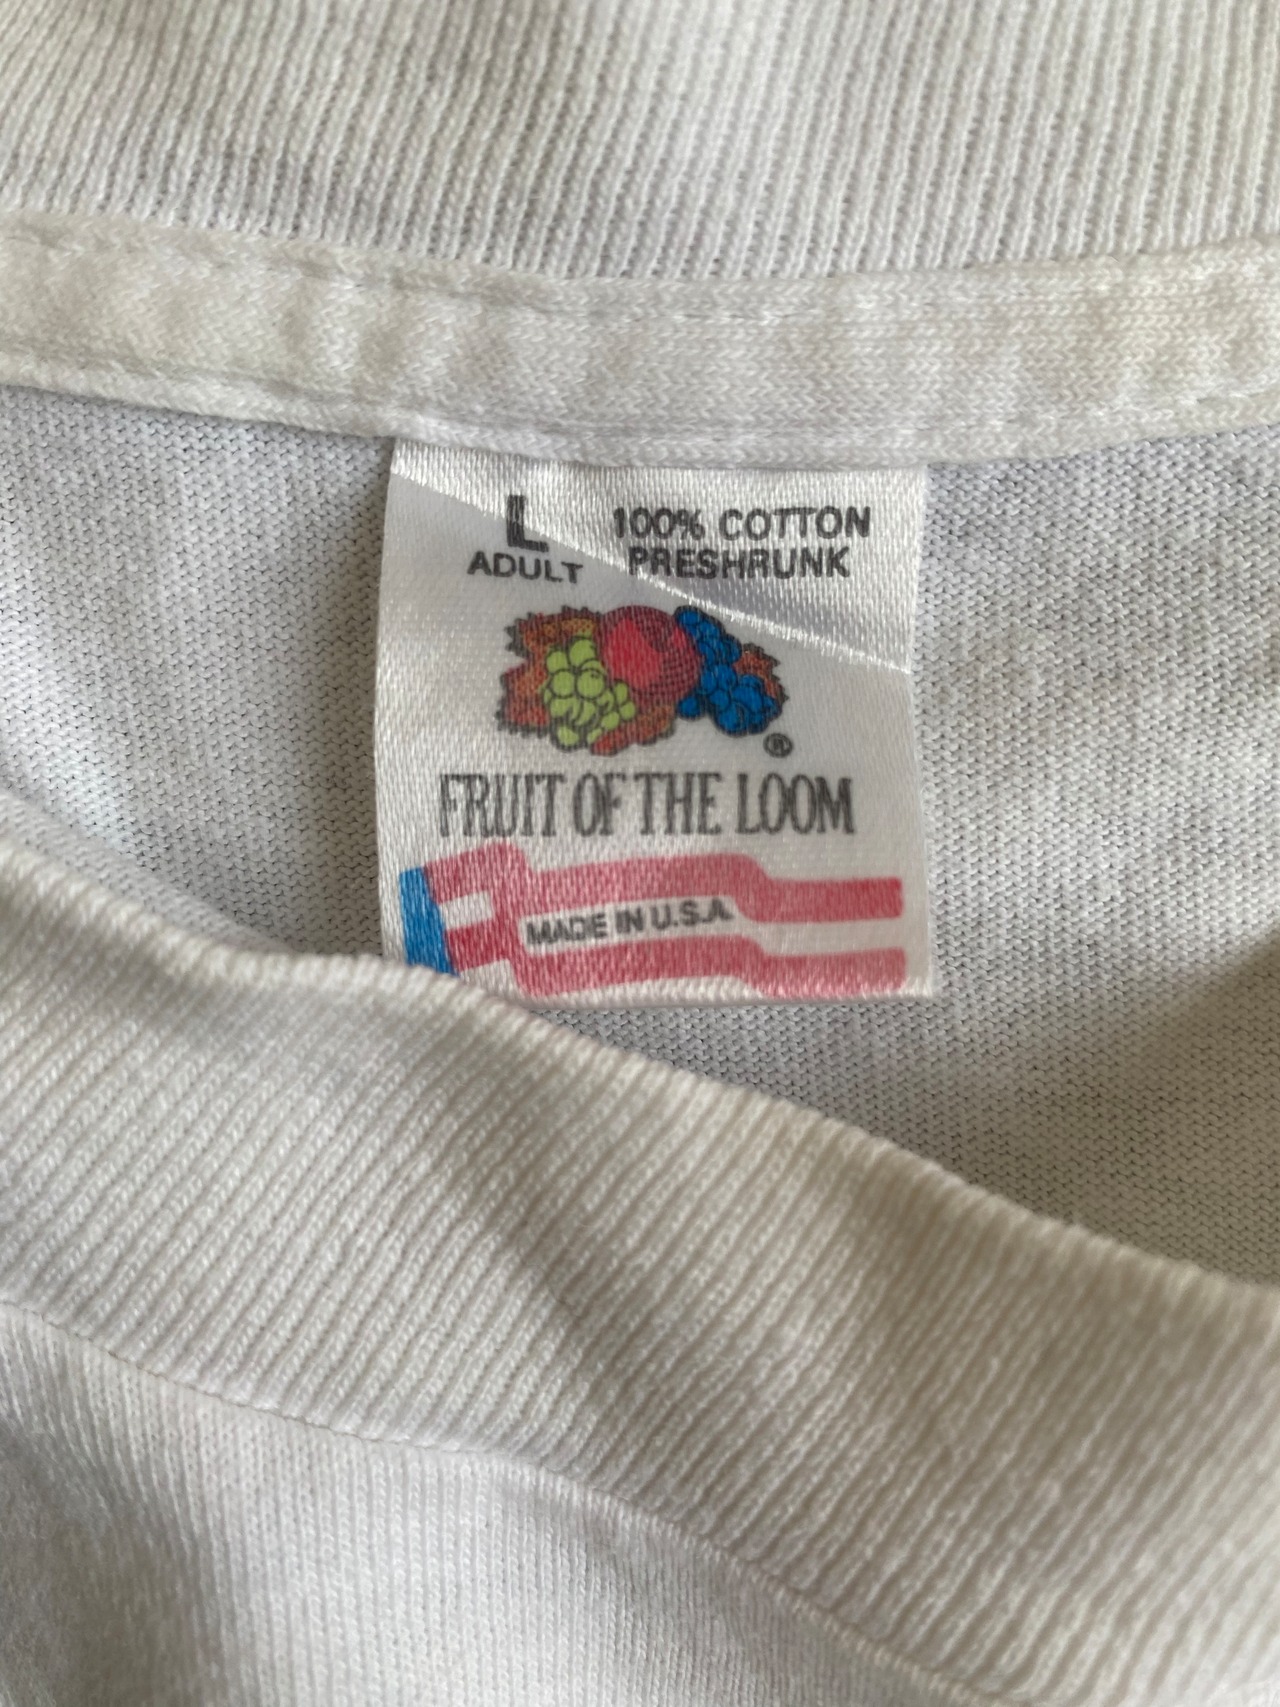 L
ADULT
100% COTTON
PRESHRUNK
®
FRUIT OF THE LOOM
MADE IN U.S.A.